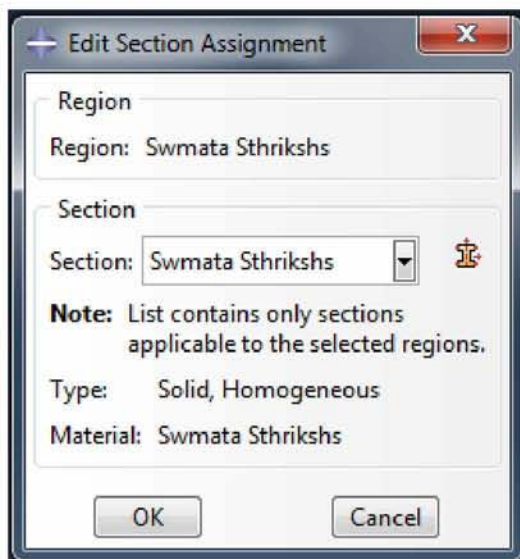 Edit Section Assignment
Region
Region: Swmata Sthrikshs
Section
Section: Swmata Sthrikshs
Note: List contains only sections
applicable to the selected regions.
Type: Solid, Homogeneous
Material: Swmata Sthrikshs
OK Cancel